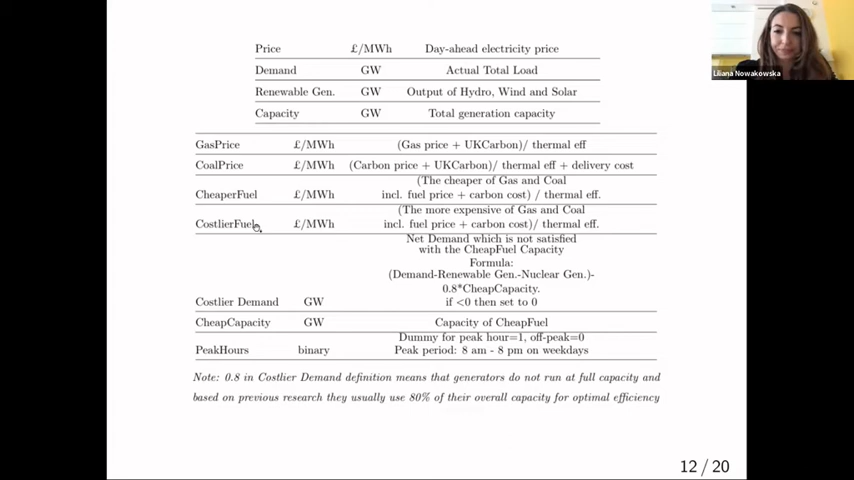 Liliana Nowakowska
Price £/MWh Day-ahead electricity price
Demand GW Actual Total Load
Renewable Gen. GW Output of Hydro, Wind and Solar
Capacity GW Total generation capacity
GasPrice £/MWh (Gas price + UKCarbon)/ thermal eff
CoalPrice £/MWh (Carbon price + UKCarbon)/ thermal eff + delivery cost
(The cheaper of Gas and Coal
CheaperFuel £/MWh incl. fuel price + carbon cost) / thermal eff.
(The more expensive of Gas and Coal
CostlierFuel £/MWh incl. fuel price + carbon cost)/ thermal eff.
Net Demand which is not satisfied
with the CheapFuel Capacity
Formula:
(Demand-Renewable Gen.-Nuclear Gen.)-
0.8*CheapCapacity.
Costlier Demand GW if <0 then set to 0
CheapCapacity GW Capacity of CheapFuel
Dummy for peak hour=1, off-peak=0
PeakHours binary Peak period: 8 am - 8 pm on weekdays
Note: 0.8 in Costlier Demand definition means that generators do not run at full capacity and
based on previous research they usually use 80% of their overall capacity for optimal efficiency
12 / 20